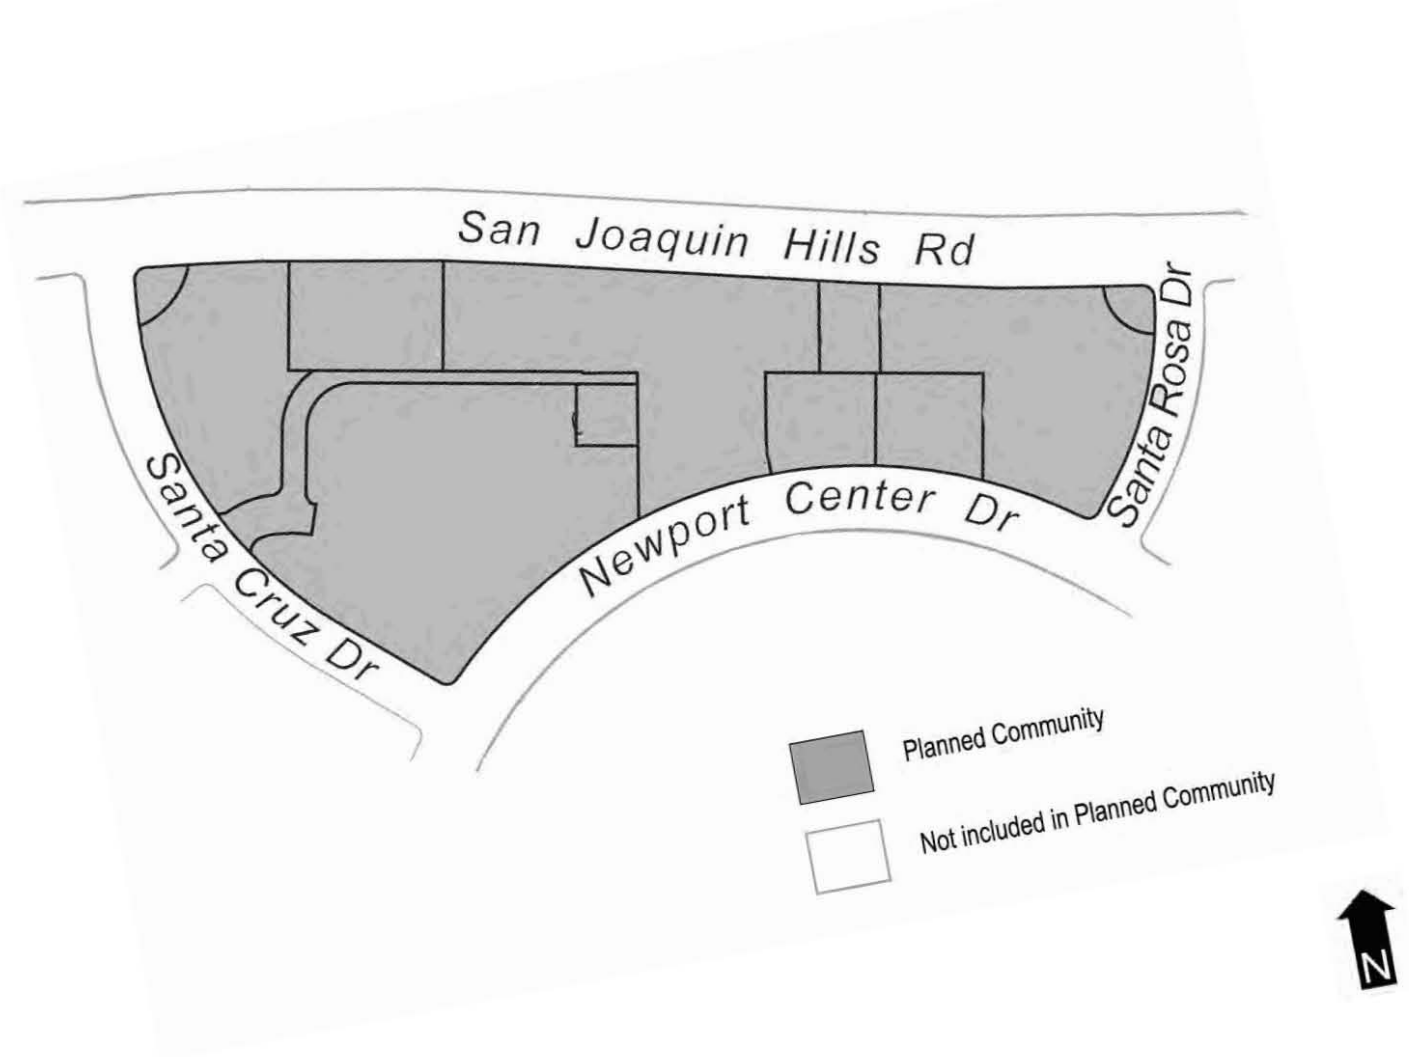 San Joaquin Hills Rd
Santa Rosa Dr
Newport Center Dr
Santa Cruz Dr
Planned Community
Not included in Planned Community
N